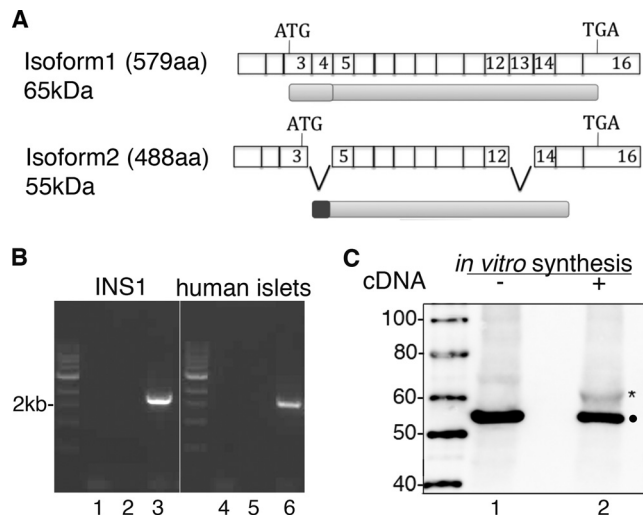 A
ATG
TGA
Isoform1 (579aa)
3 4 5 12 13 14 16
65kDa
ATG
TGA
Isoform2 (488aa)
3 5 12 14 16
55kDa
B
INS1 human islets
2kb-
1 2 3 4 5 6
C
in vitro synthesis
cDNA - +
100-
80-
60-
*
•
50-
40-
1 2